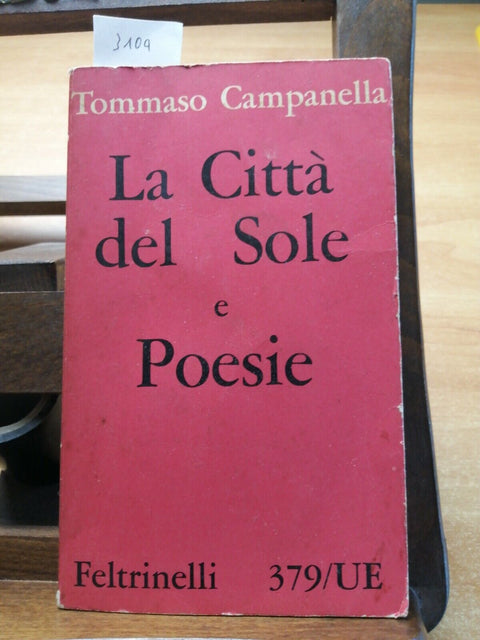 3109
Tommaso Campanella
La Città
del Sole
e
Poesie
Feltrinelli 379/UE